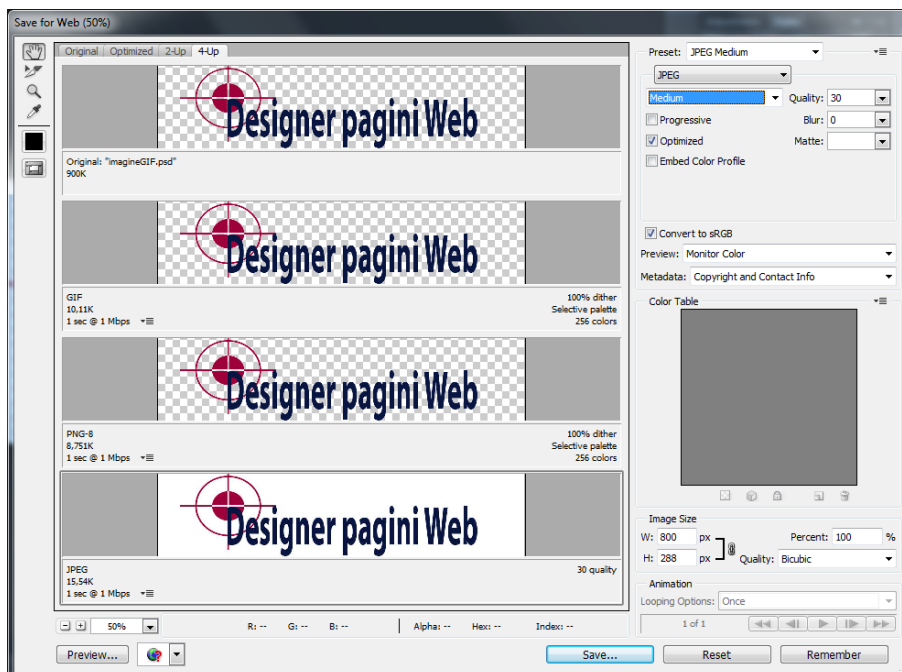 Save for Web (50%)
Original Optimized 2-Up 4-Up
Designer pagini Web
Original: "imagineGIF.psd"
900K
Designer pagini Web
GIF 100% dither
10,11K Selective palette
1 sec @ 1 Mbps 256 colors
Designer pagini Web
PNG-8 100% dither
8,751K Selective palette
1 sec @ 1 Mbps 256 colors
Designer pagini Web
JPEG 30 quality
15,54K
1 sec @ 1 Mbps
50% R: -- G: -- B: -- Alpha: -- Hex: -- Index: --
Preview... Save... Reset Remember
Preset: JPEG Medium
JPEG
Medium Quality: 30
Progressive Blur: 0
Optimized Matte:
Embed Color Profile
Convert to sRGB
Preview: Monitor Color
Metadata: Copyright and Contact Info
Color Table
Image Size
W: 800 px Percent: 100 %
H: 288 px Quality: Bicubic
Animation
Looping Options: Once
1 of 1